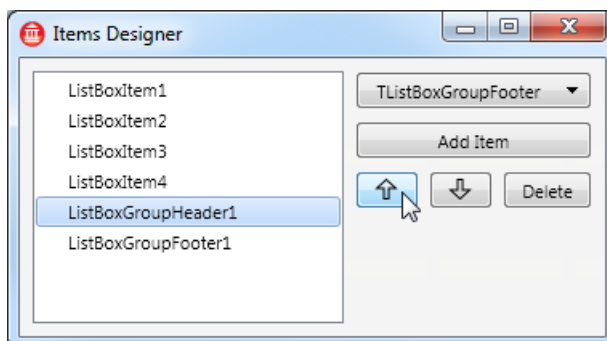 Items Designer
ListBoxItem1
ListBoxItem2
ListBoxItem3
ListBoxItem4
ListBoxGroupHeader1
ListBoxGroupFooter1
TListBoxGroupFooter
Add Item
Delete